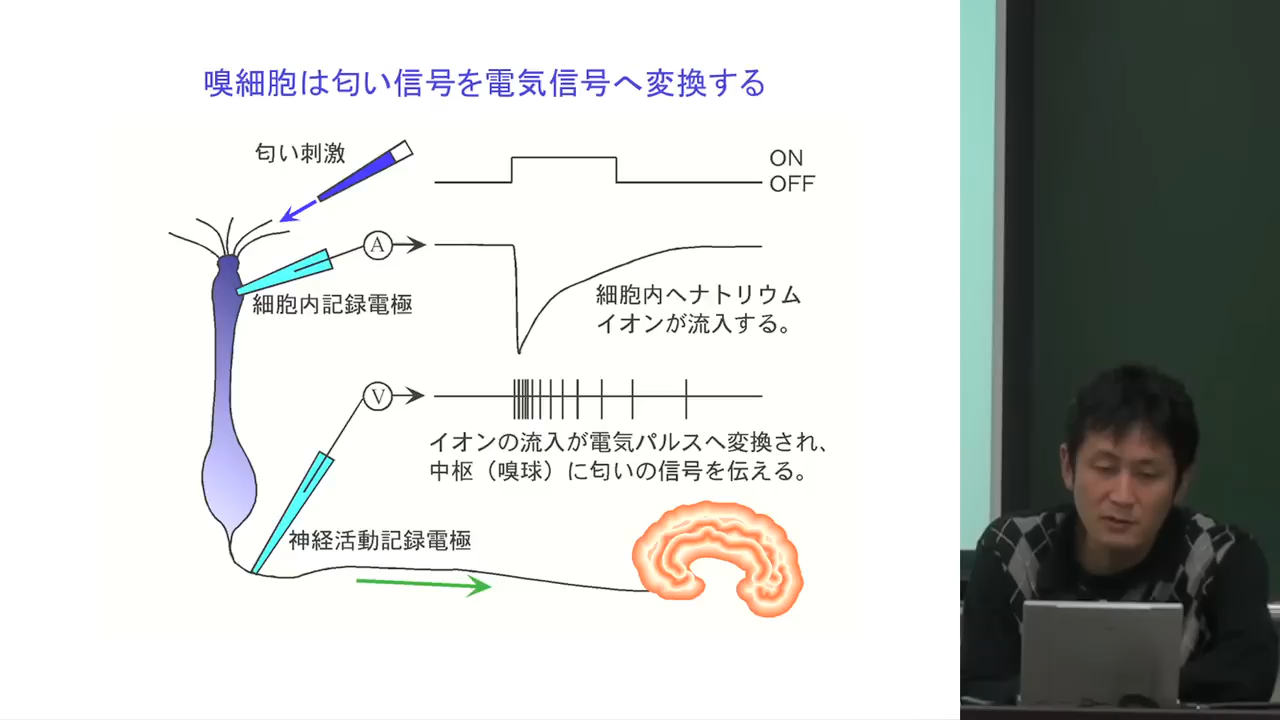 嗅細胞は匂い信号を電気信号へ変換する
匂い刺激
ON
OFF
A
細胞内記録電極
細胞内へナトリウム
イオンが流入する。
V
イオンの流入が電気パルスへ変換され、
中枢（嗅球）に匂いの信号を伝える。
神経活動記録電極